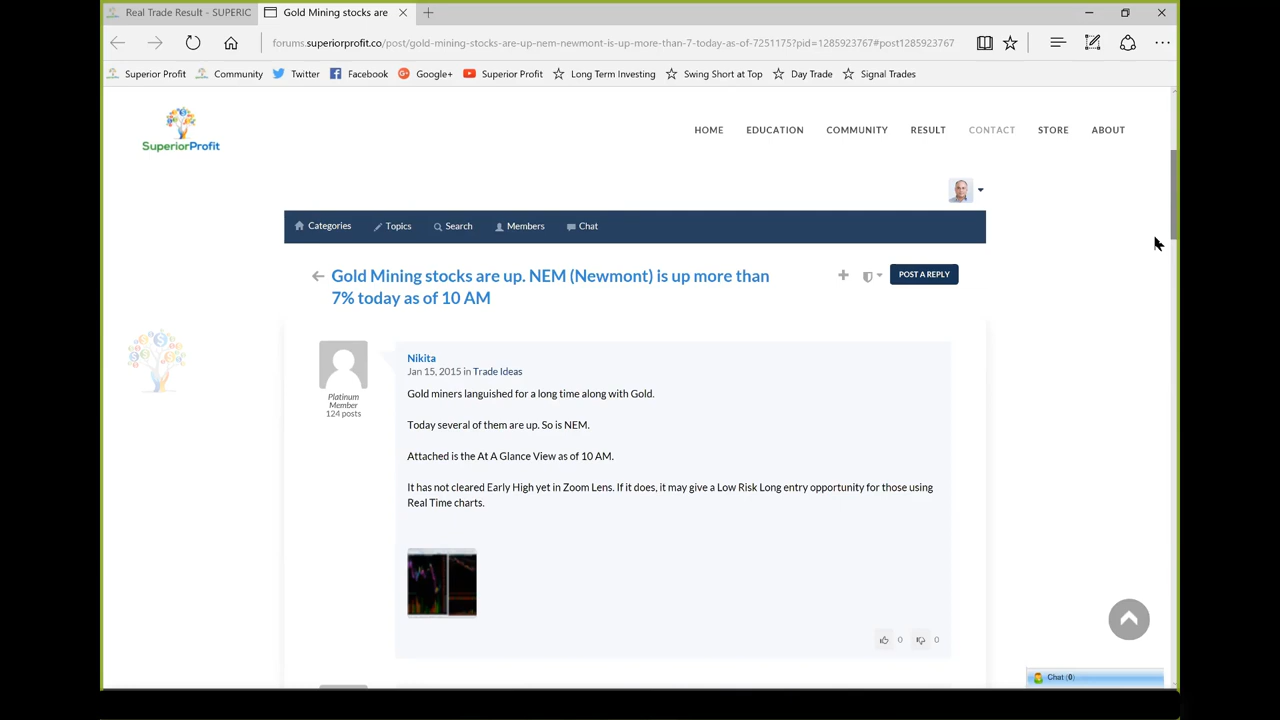 Real Trade Result - SUPERIC
Gold Mining stocks are
forums.superiorprofit.co/post/gold-mining-stocks-are-up-nem-newmont-is-up-more-than-7-today-as-of-7251175?pid=1285923767#post1285923767
Superior Profit
Community
Twitter
Facebook
Google+
Superior Profit
Long Term Investing
Swing Short at Top
Day Trade
Signal Trades
SuperiorProfit
HOME
EDUCATION
COMMUNITY
RESULT
CONTACT
STORE
ABOUT
Categories
Topics
Search
Members
Chat
Gold Mining stocks are up. NEM (Newmont) is up more than
7% today as of 10 AM
POST A REPLY
Nikita
Jan 15, 2015 in Trade Ideas
Platinum
Member
124 posts
Gold miners languished for a long time along with Gold.
Today several of them are up. So is NEM.
Attached is the At A Glance View as of 10 AM.
It has not cleared Early High yet in Zoom Lens. If it does, it may give a Low Risk Long entry opportunity for those using
Real Time charts.
0
0
Chat (0)